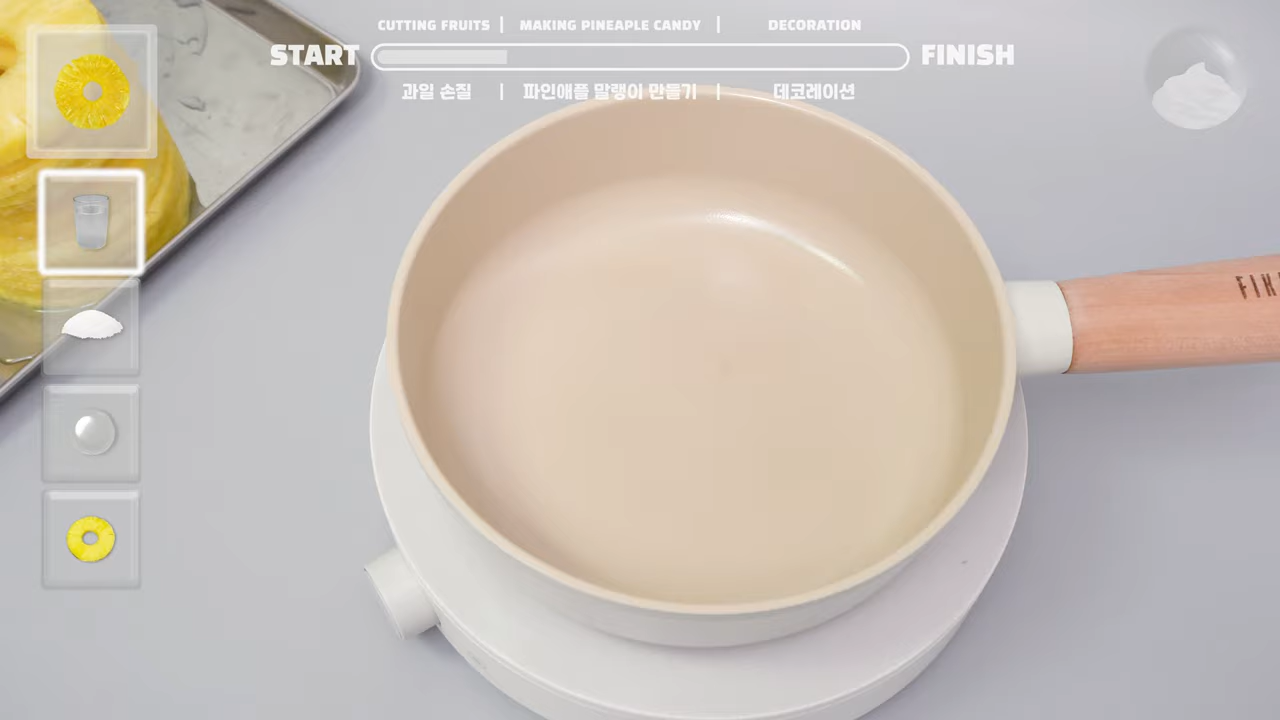 CUTTING FRUITS | MAKING PINEAPLE CANDY | DECORATION
START FINISH
과일 손질 | 파인애플 말랭이 만들기 | 데코레이션